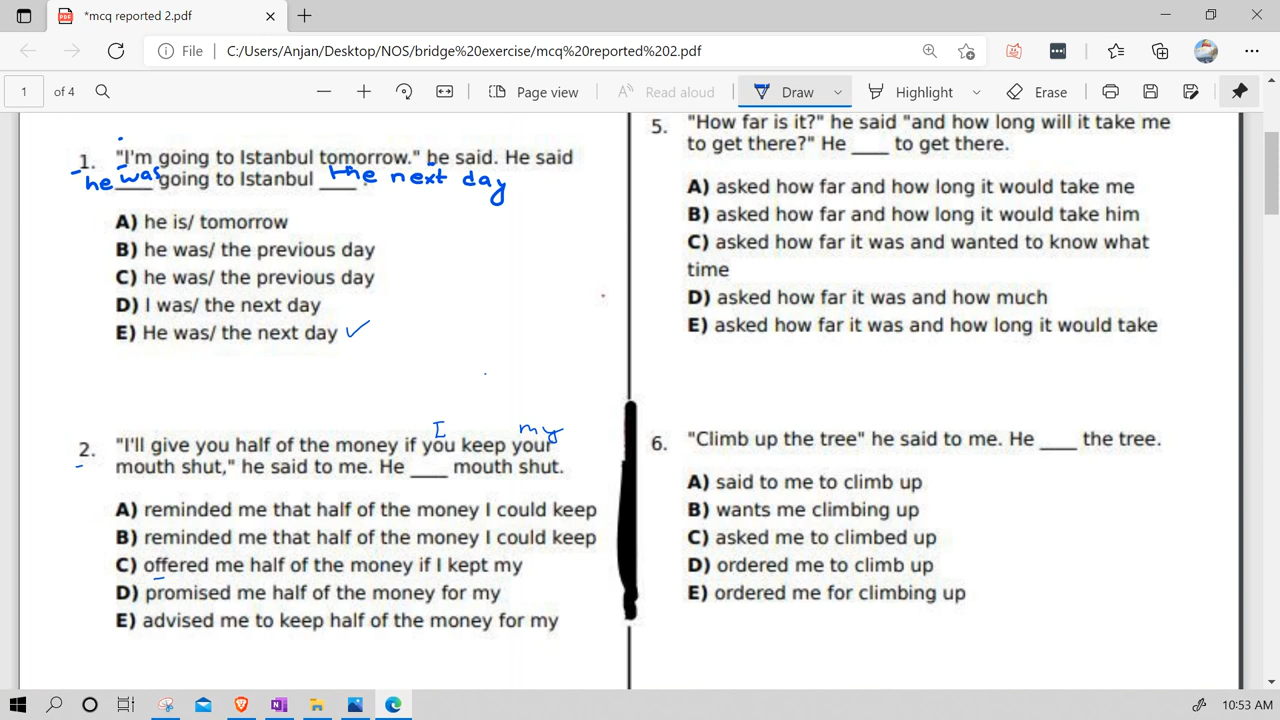 *mcq reported 2.pdf
File C:/Users/Anjan/Desktop/NOS/bridge%20exercise/mcq%20reported%202.pdf
1 of 4 Page view Read aloud Draw Highlight Erase
1. "I'm going to Istanbul tomorrow." he said. He said
____ going to Istanbul ____ .
he was the next day
A) he is/ tomorrow
B) he was/ the previous day
C) he was/ the previous day
D) I was/ the next day
E) He was/ the next day
I my
2. "I'll give you half of the money if you keep your
mouth shut," he said to me. He ____ mouth shut.
A) reminded me that half of the money I could keep
B) reminded me that half of the money I could keep
C) offered me half of the money if I kept my
D) promised me half of the money for my
E) advised me to keep half of the money for my
5. "How far is it?" he said "and how long will it take me
to get there?" He ____ to get there.
A) asked how far and how long it would take me
B) asked how far and how long it would take him
C) asked how far it was and wanted to know what
time
D) asked how far it was and how much
E) asked how far it was and how long it would take
6. "Climb up the tree" he said to me. He ____ the tree.
A) said to me to climb up
B) wants me climbing up
C) asked me to climbed up
D) ordered me to climb up
E) ordered me for climbing up
10:53 AM